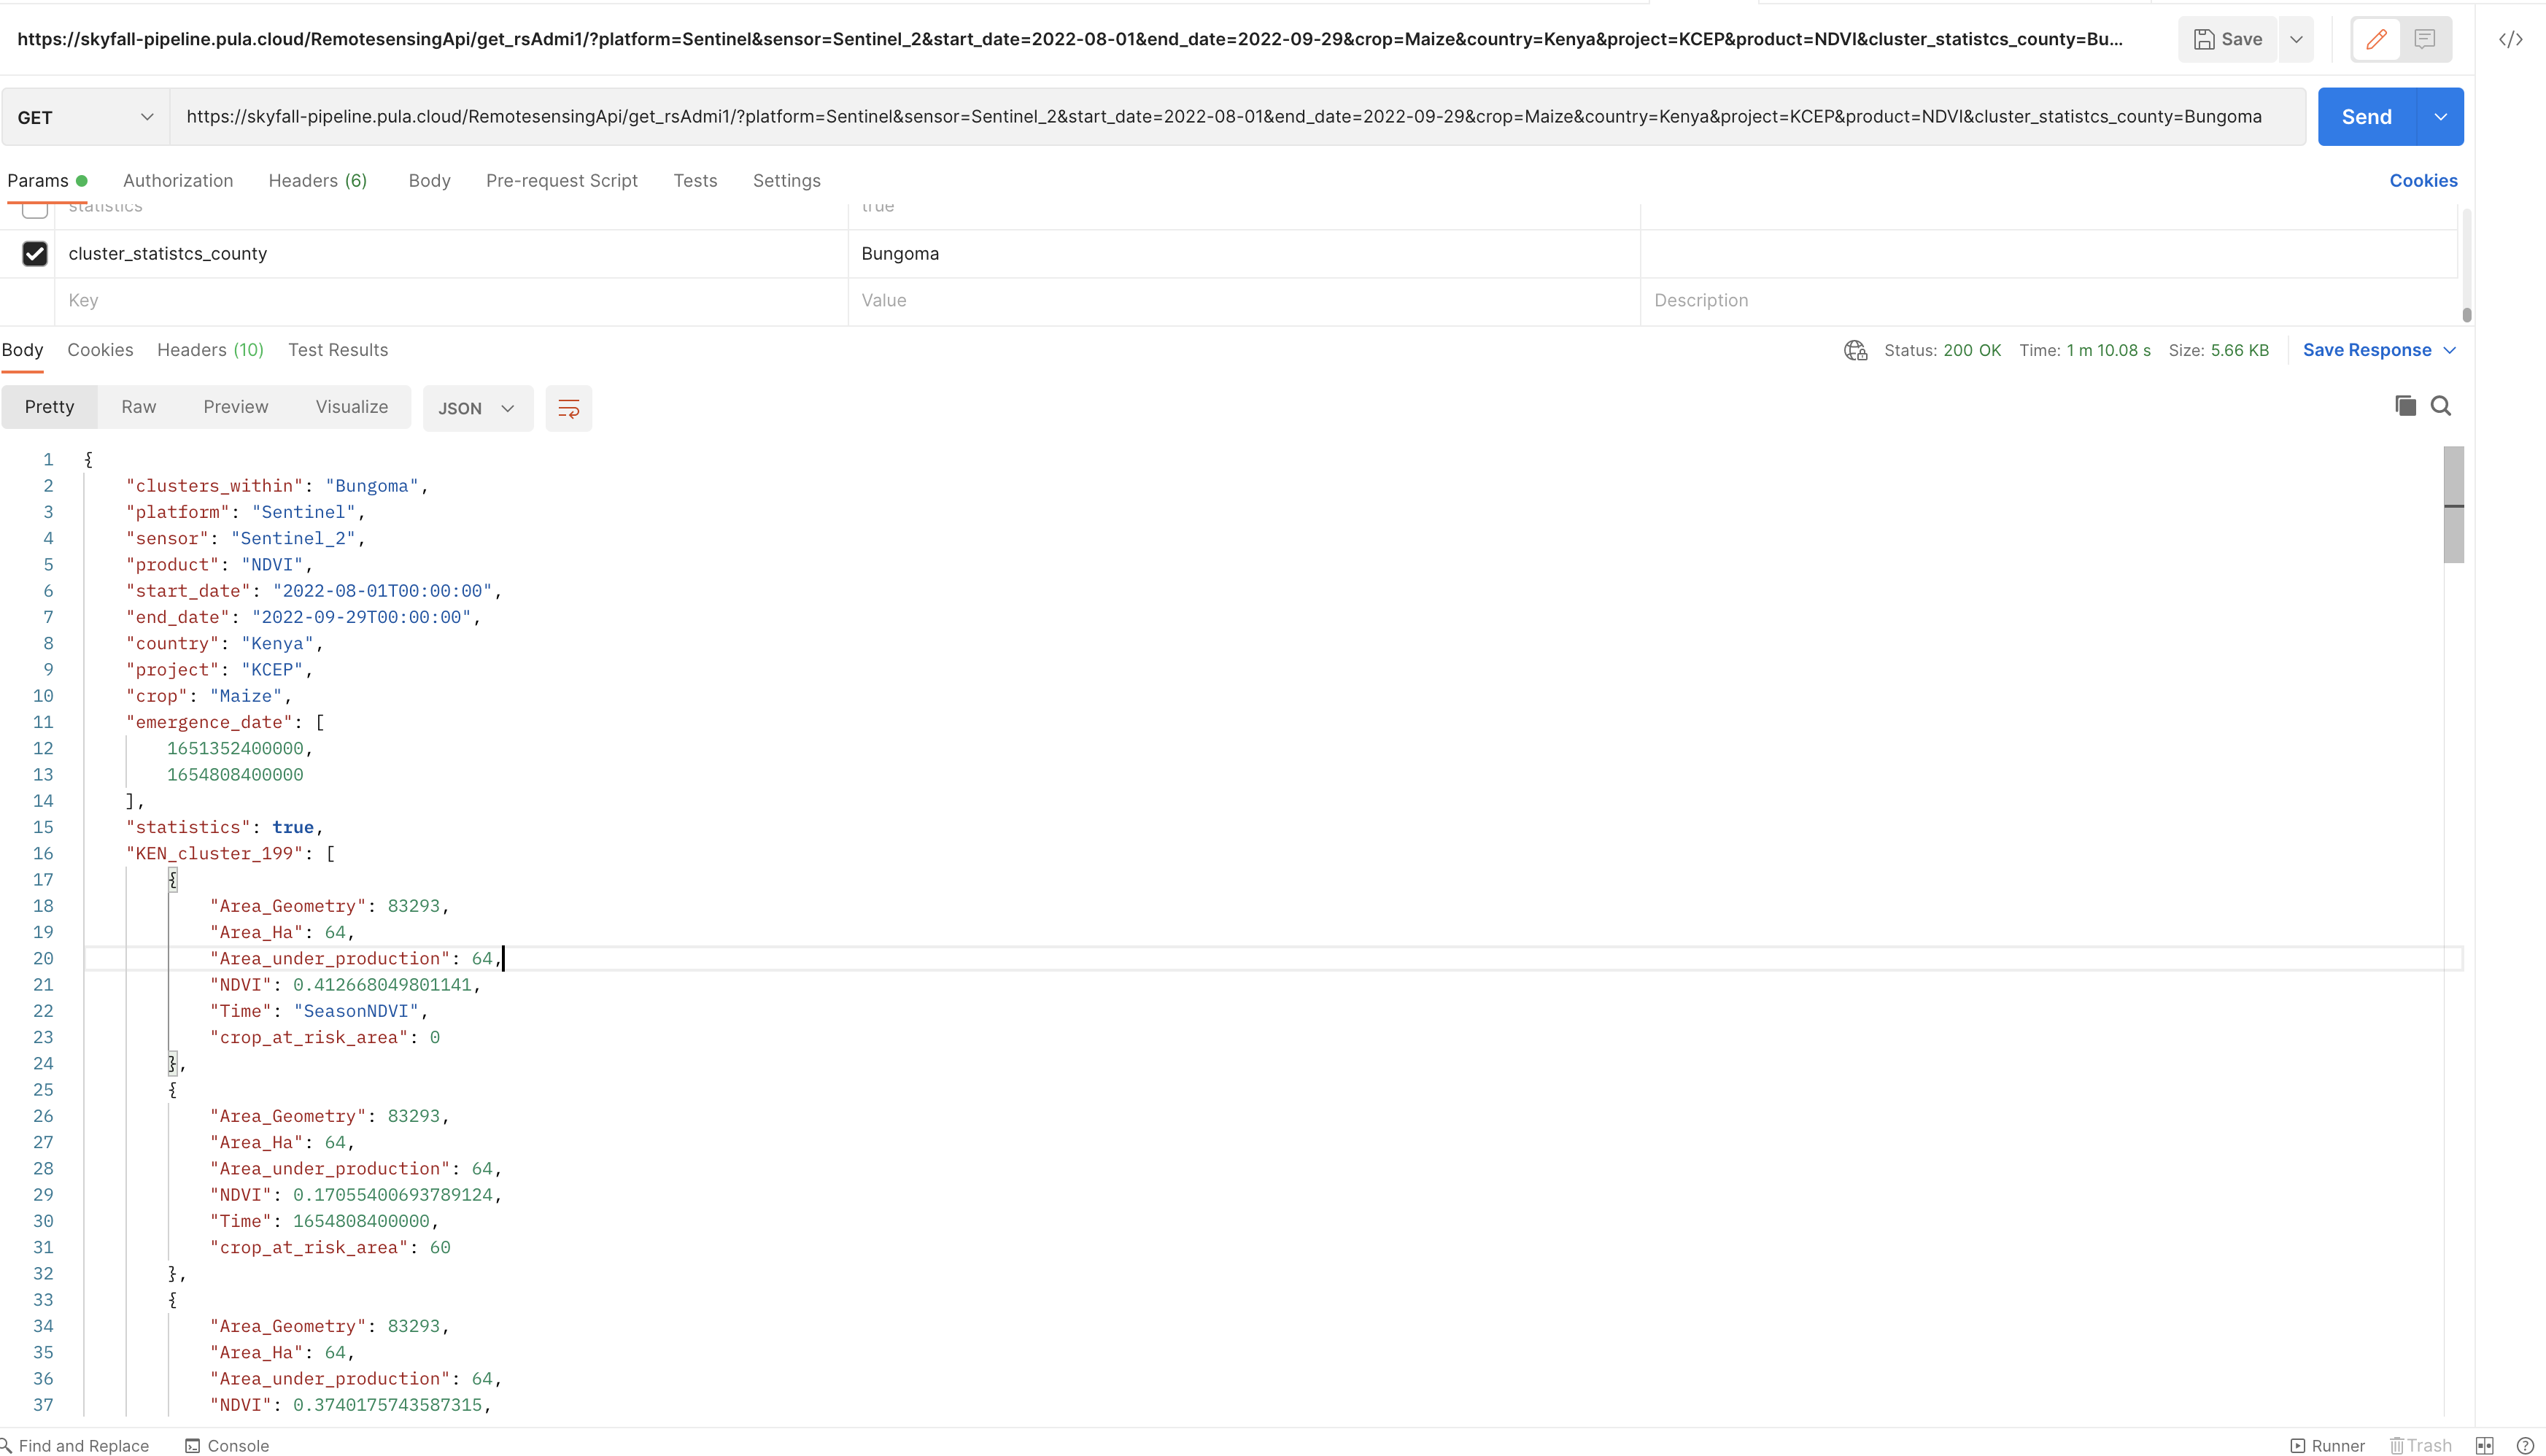 https://skyfall-pipeline.pula.cloud/RemotesensingApi/get_rsAdmi1/?platform=Sentinel&sensor=Sentinel_2&start_date=2022-08-01&end_date=2022-09-29&crop=Maize&country=Kenya&project=KCEP&product=NDVI&cluster_statistcs_county=Bu...
Save
</>
GET
https://skyfall-pipeline.pula.cloud/RemotesensingApi/get_rsAdmi1/?platform=Sentinel&sensor=Sentinel_2&start_date=2022-08-01&end_date=2022-09-29&crop=Maize&country=Kenya&project=KCEP&product=NDVI&cluster_statistcs_county=Bungoma
Send
Params Authorization Headers (6) Body Pre-request Script Tests Settings Cookies
statistics true
cluster_statistcs_county Bungoma
Key Value Description
Body Cookies Headers (10) Test Results Status: 200 OK Time: 1 m 10.08 s Size: 5.66 KB Save Response
Pretty Raw Preview Visualize JSON
1 {
2 "clusters_within": "Bungoma",
3 "platform": "Sentinel",
4 "sensor": "Sentinel_2",
5 "product": "NDVI",
6 "start_date": "2022-08-01T00:00:00",
7 "end_date": "2022-09-29T00:00:00",
8 "country": "Kenya",
9 "project": "KCEP",
10 "crop": "Maize",
11 "emergence_date": [
12 1651352400000,
13 1654808400000
14 ],
15 "statistics": true,
16 "KEN_cluster_199": [
17 {
18 "Area_Geometry": 83293,
19 "Area_Ha": 64,
20 "Area_under_production": 64,
21 "NDVI": 0.412668049801141,
22 "Time": "SeasonNDVI",
23 "crop_at_risk_area": 0
24 },
25 {
26 "Area_Geometry": 83293,
27 "Area_Ha": 64,
28 "Area_under_production": 64,
29 "NDVI": 0.17055400693789124,
30 "Time": 1654808400000,
31 "crop_at_risk_area": 60
32 },
33 {
34 "Area_Geometry": 83293,
35 "Area_Ha": 64,
36 "Area_under_production": 64,
37 "NDVI": 0.3740175743587315,
Find and Replace Console Runner Trash